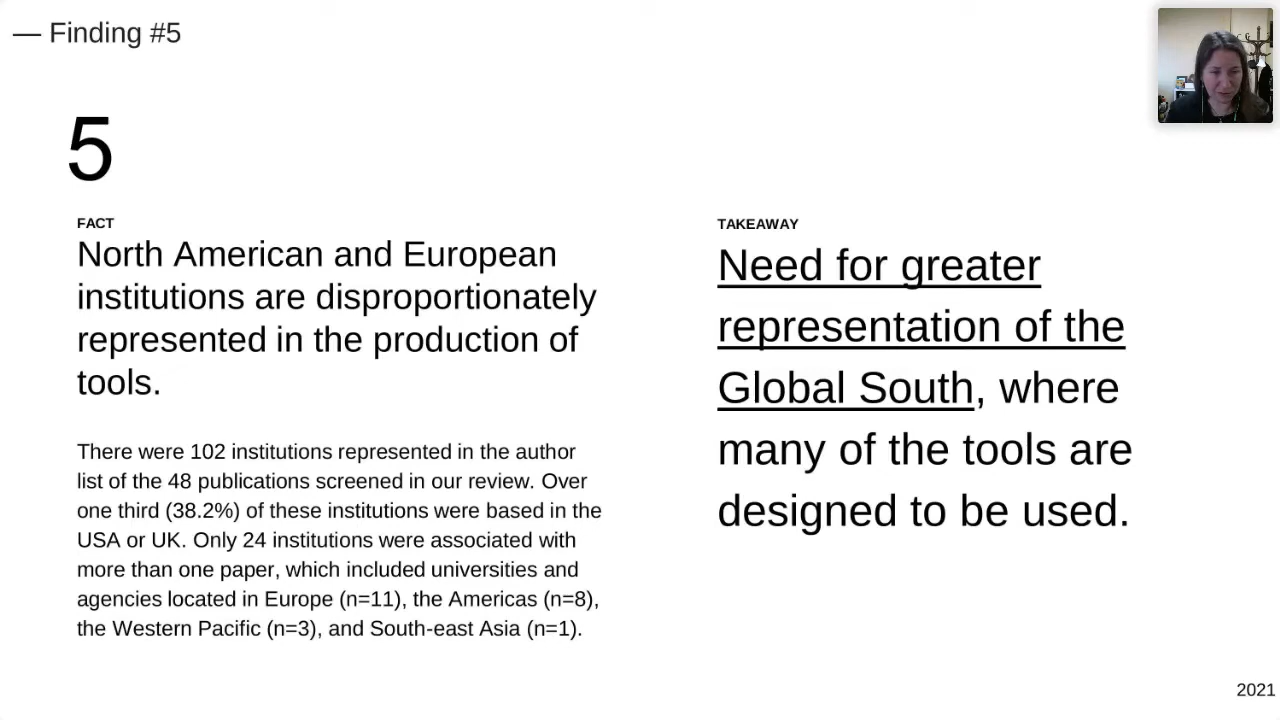 — Finding #5
5
FACT
North American and European
institutions are disproportionately
represented in the production of
tools.
There were 102 institutions represented in the author
list of the 48 publications screened in our review. Over
one third (38.2%) of these institutions were based in the
USA or UK. Only 24 institutions were associated with
more than one paper, which included universities and
agencies located in Europe (n=11), the Americas (n=8),
the Western Pacific (n=3), and South-east Asia (n=1).
TAKEAWAY
Need for greater
representation of the
Global South, where
many of the tools are
designed to be used.
2021